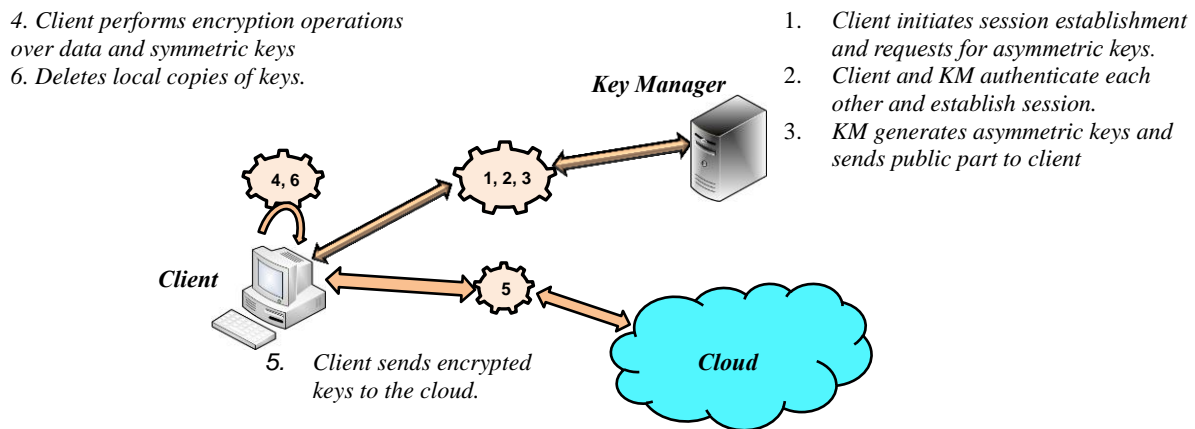 4. Client performs encryption operations
over data and symmetric keys
6. Deletes local copies of keys.
1. Client initiates session establishment
and requests for asymmetric keys.
2. Client and KM authenticate each
other and establish session.
3. KM generates asymmetric keys and
sends public part to client
Key Manager
4, 6
1, 2, 3
Client
5
5. Client sends encrypted
keys to the cloud.
Cloud